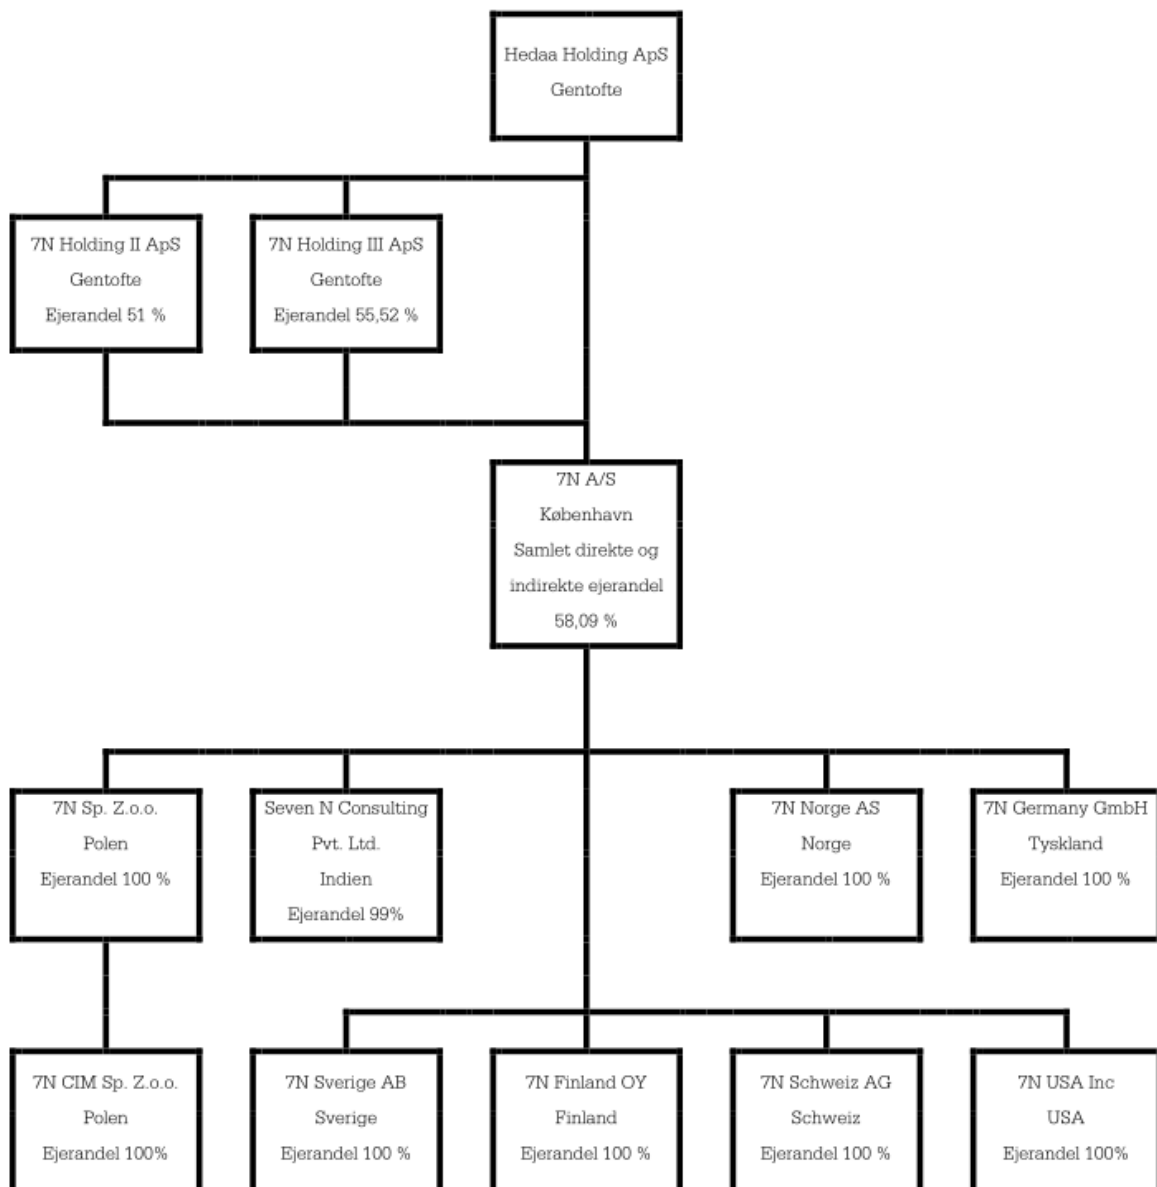 Hedaa Holding ApS
Gentofte
7N Holding II ApS
Gentofte
Ejerandel 51 %
7N Holding III ApS
Gentofte
Ejerandel 55,52 %
7N A/S
København
Samlet direkte og
indirekte ejerandel
58,09 %
7N Sp. Z.o.o.
Polen
Ejerandel 100 %
Seven N Consulting
Pvt. Ltd.
Indien
Ejerandel 99%
7N Norge AS
Norge
Ejerandel 100 %
7N Germany GmbH
Tyskland
Ejerandel 100 %
7N CIM Sp. Z.o.o.
Polen
Ejerandel 100%
7N Sverige AB
Sverige
Ejerandel 100 %
7N Finland OY
Finland
Ejerandel 100 %
7N Schweiz AG
Schweiz
Ejerandel 100 %
7N USA Inc
USA
Ejerandel 100%